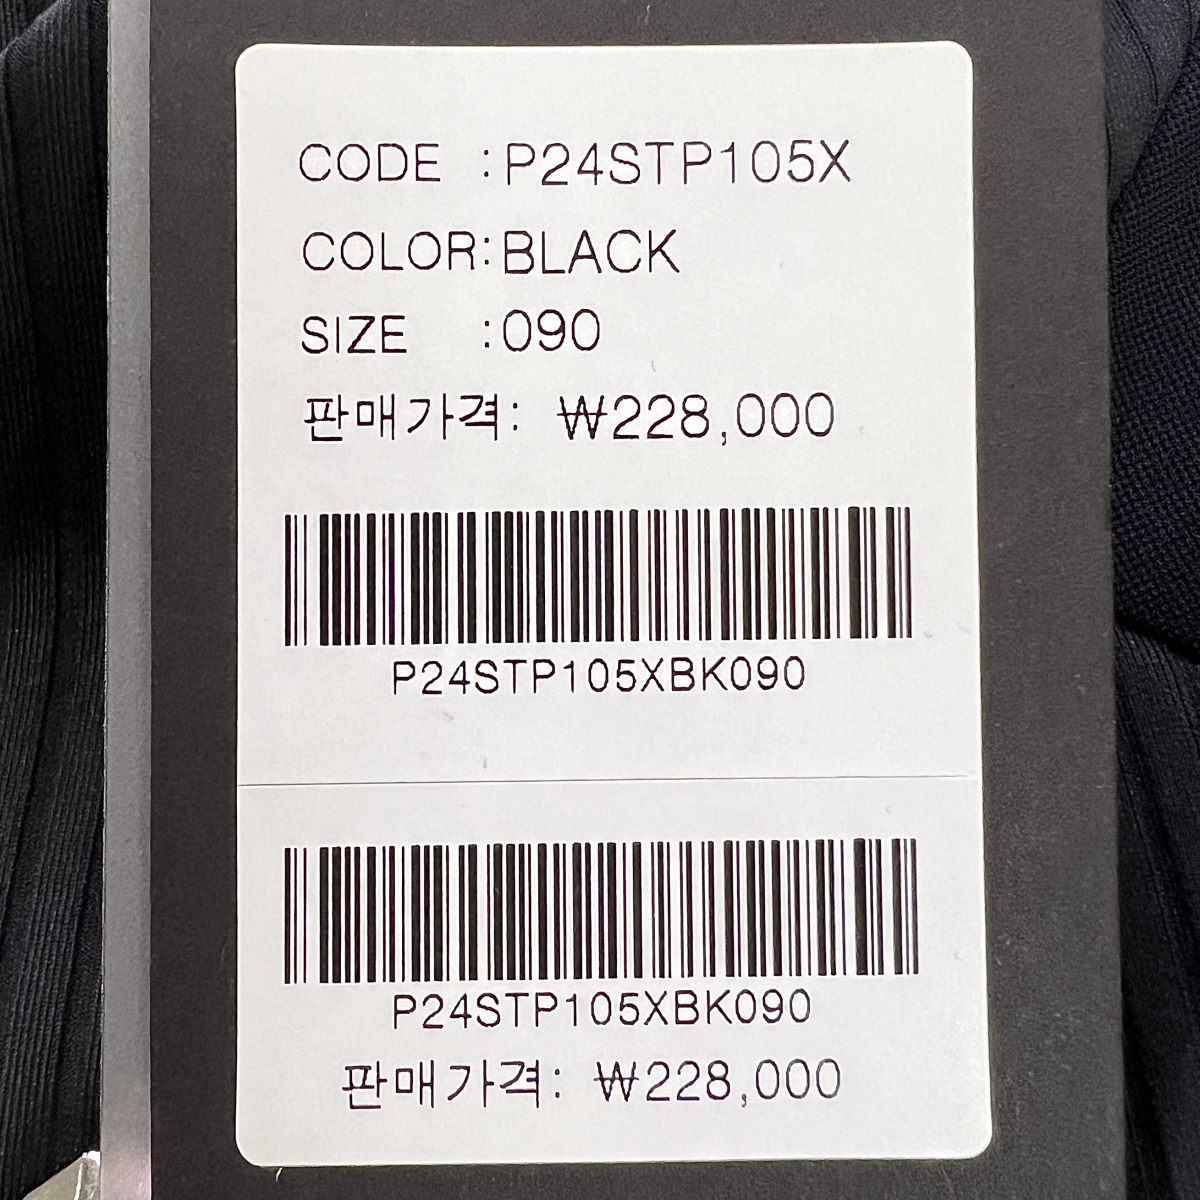 CODE :P24STP105X
COLOR:BLACK
SIZE :090
판매가격: ₩228,000
P24STP105XBK090
P24STP105XBK090
판매가격: ₩228,000